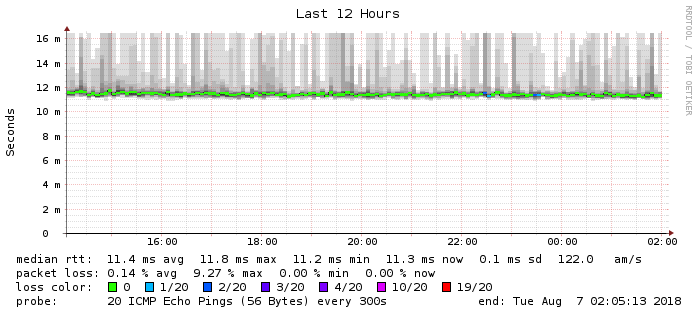 Last 12 Hours
RRDTOOL / TOBI OETIKER
Seconds
16 m
14 m
12 m
10 m
8 m
6 m
4 m
2 m
0
16:00 18:00 20:00 22:00 00:00 02:00
median rtt: 11.4 ms avg 11.8 ms max 11.2 ms min 11.3 ms now 0.1 ms sd 122.0 am/s
packet loss: 0.14 % avg 9.27 % max 0.00 % min 0.00 % now
loss color: 0 1/20 2/20 3/20 4/20 10/20 19/20
probe: 20 ICMP Echo Pings (56 Bytes) every 300s end: Tue Aug 7 02:05:13 2018